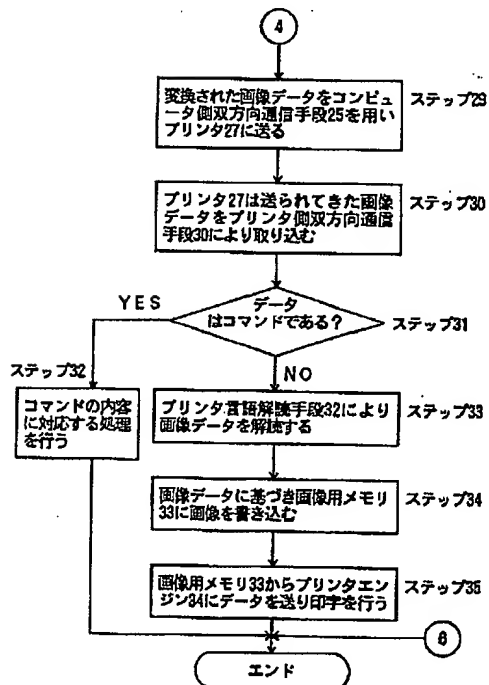 4
変換された画像データをコンピュ
ータ側双方向通信手段25を用い
プリンタ27に送る
ステップ29
プリンタ27は送られてきた画像
データをプリンタ側双方向通信
手段30により取り込む
ステップ30
データ
はコマンドである?
ステップ31
YES
NO
ステップ32
コマンドの内容
に対応する処理
を行う
プリンタ言語解読手段32により
画像データを解読する
ステップ33
画像データに基づき画像用メモリ
33に画像を書き込む
ステップ34
画像用メモリ33からプリンタエン
ジン34にデータを送り印字を行う
ステップ35
6
エンド